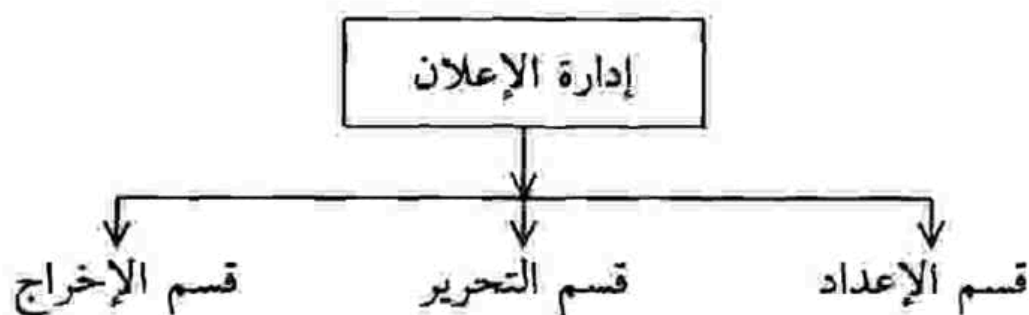 إدارة الإعلان
قسم الإعداد
قسم التحرير
قسم الإخراج